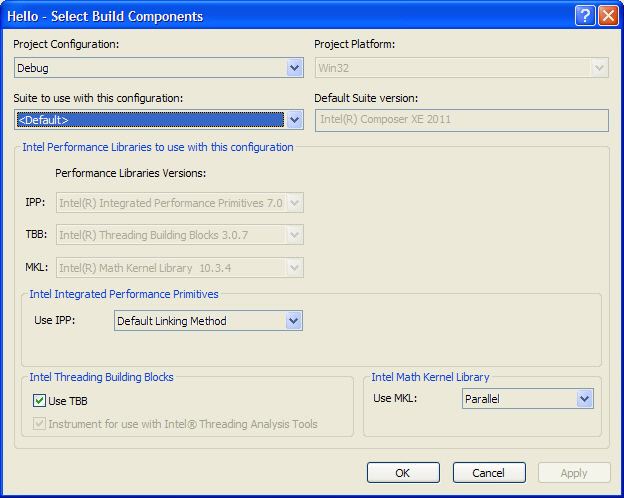 Hello - Select Build Components
Project Configuration: Project Platform:
Debug Win32
Suite to use with this configuration: Default Suite version:
<Default> Intel(R) Composer XE 2011
Intel Performance Libraries to use with this configuration
Performance Libraries Versions:
IPP: Intel(R) Integrated Performance Primitives 7.0
TBB: Intel(R) Threading Building Blocks 3.0.7
MKL: Intel(R) Math Kernel Library 10.3.4
Intel Integrated Performance Primitives
Use IPP: Default Linking Method
Intel Threading Building Blocks Intel Math Kernel Library
Use TBB Use MKL: Parallel
Instrument for use with Intel® Threading Analysis Tools
OK Cancel Apply